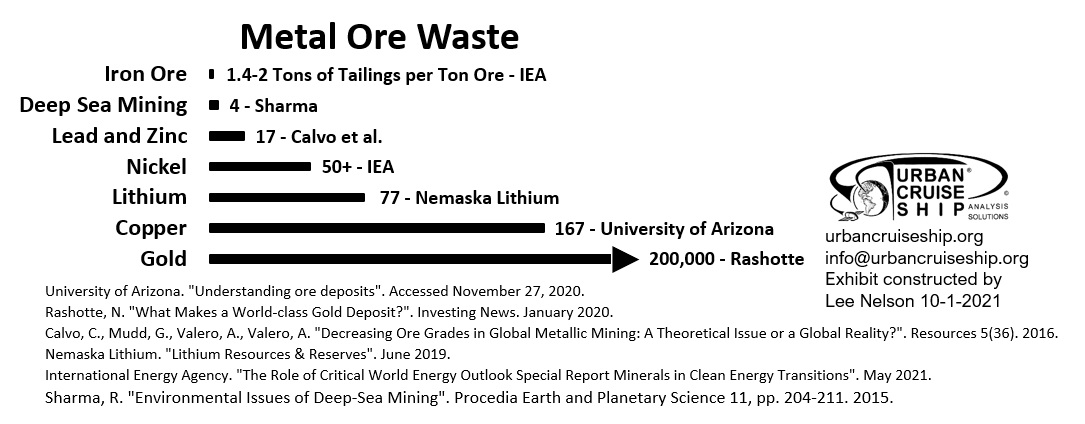 Metal Ore Waste
Iron Ore 1.4-2 Tons of Tailings per Ton Ore - IEA
Deep Sea Mining 4 - Sharma
Lead and Zinc 17 - Calvo et al.
Nickel 50+ - IEA
Lithium 77 - Nemaska Lithium
Copper 167 - University of Arizona
Gold 200,000 - Rashotte
URBAN®
CRUISE ©
SHIP ANALYSIS
SOLUTIONS
urbancruiseship.org
info@urbancruiseship.org
Exhibit constructed by
Lee Nelson 10-1-2021
University of Arizona. "Understanding ore deposits". Accessed November 27, 2020.
Rashotte, N. "What Makes a World-class Gold Deposit?". Investing News. January 2020.
Calvo, C., Mudd, G., Valero, A., Valero, A. "Decreasing Ore Grades in Global Metallic Mining: A Theoretical Issue or a Global Reality?". Resources 5(36). 2016.
Nemaska Lithium. "Lithium Resources & Reserves". June 2019.
International Energy Agency. "The Role of Critical World Energy Outlook Special Report Minerals in Clean Energy Transitions". May 2021.
Sharma, R. "Environmental Issues of Deep-Sea Mining". Procedia Earth and Planetary Science 11, pp. 204-211. 2015.